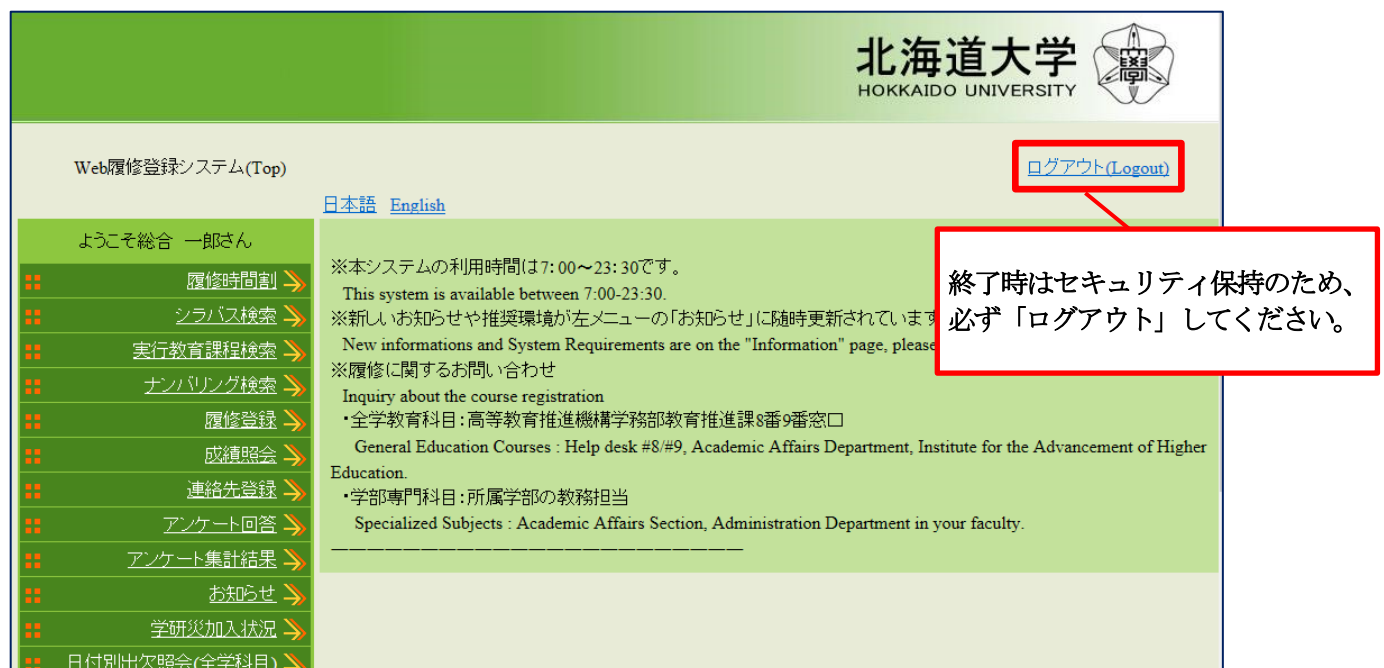 北海道大学
HOKKAIDO UNIVERSITY
Web履修登録システム(Top)
ログアウト(Logout)
日本語 English
ようこそ総合 一郎さん
履修時間割
シラバス検索
実行教育課程検索
ナンバリング検索
履修登録
成績照会
連絡先登録
アンケート回答
アンケート集計結果
お知らせ
学研災加入状況
日付別出欠照会(全学科目)
※本システムの利用時間は7:00～23:30です。
This system is available between 7:00-23:30.
※新しいお知らせや推奨環境が左メニューの「お知らせ」に随時更新されています
New informations and System Requirements are on the "Information" page, please
※履修に関するお問い合わせ
Inquiry about the course registration
・全学教育科目:高等教育推進機構学務部教育推進課8番9番窓口
General Education Courses : Help desk #8/#9, Academic Affairs Department, Institute for the Advancement of Higher
Education.
・学部専門科目:所属学部の教務担当
Specialized Subjects : Academic Affairs Section, Administration Department in your faculty.
終了時はセキュリティ保持のため、
必ず「ログアウト」してください。